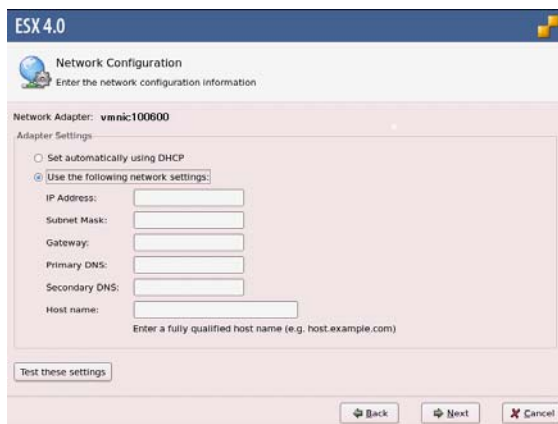 ESX 4.0
Network Configuration
Enter the network configuration information
Network Adapter: vmnic100600
Adapter Settings
Set automatically using DHCP
Use the following network settings:
IP Address:
Subnet Mask:
Gateway:
Primary DNS:
Secondary DNS:
Host name:
Enter a fully qualified host name (e.g. host.example.com)
Test these settings
Back Next Cancel